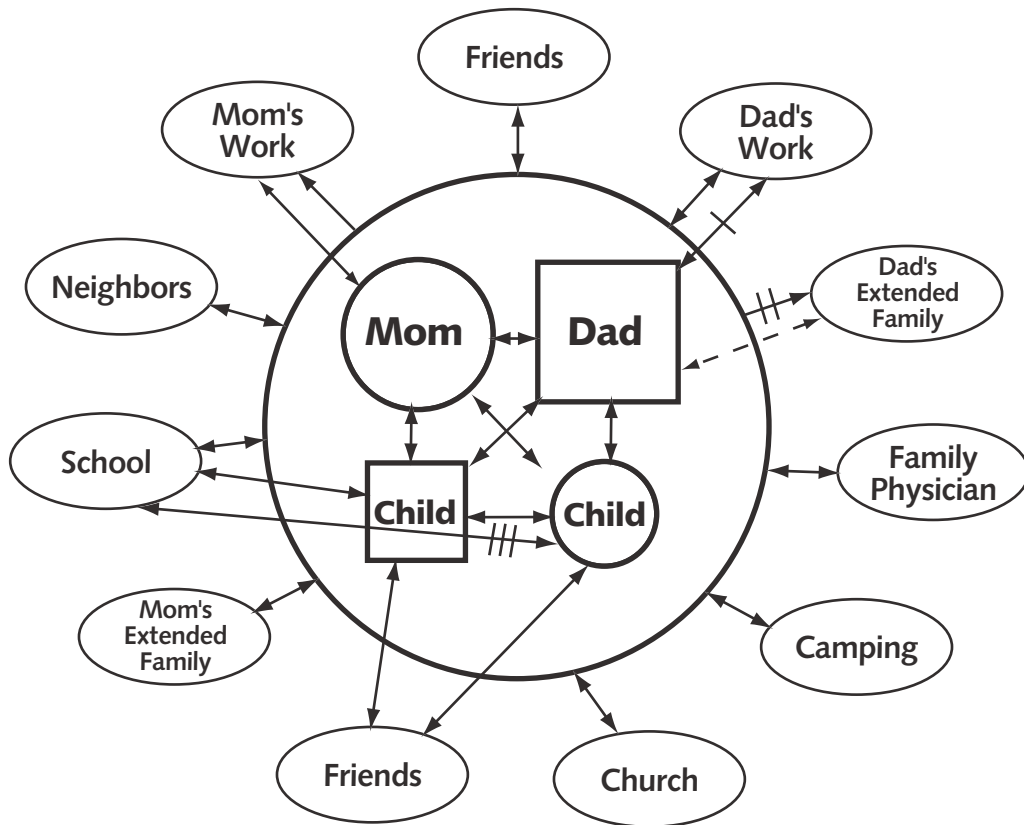 Friends
Mom's
Work
Dad's
Work
Neighbors
Dad's
Extended
Family
Mom
Dad
School
Family
Physician
Child
Child
Mom's
Extended
Family
Camping
Friends
Church